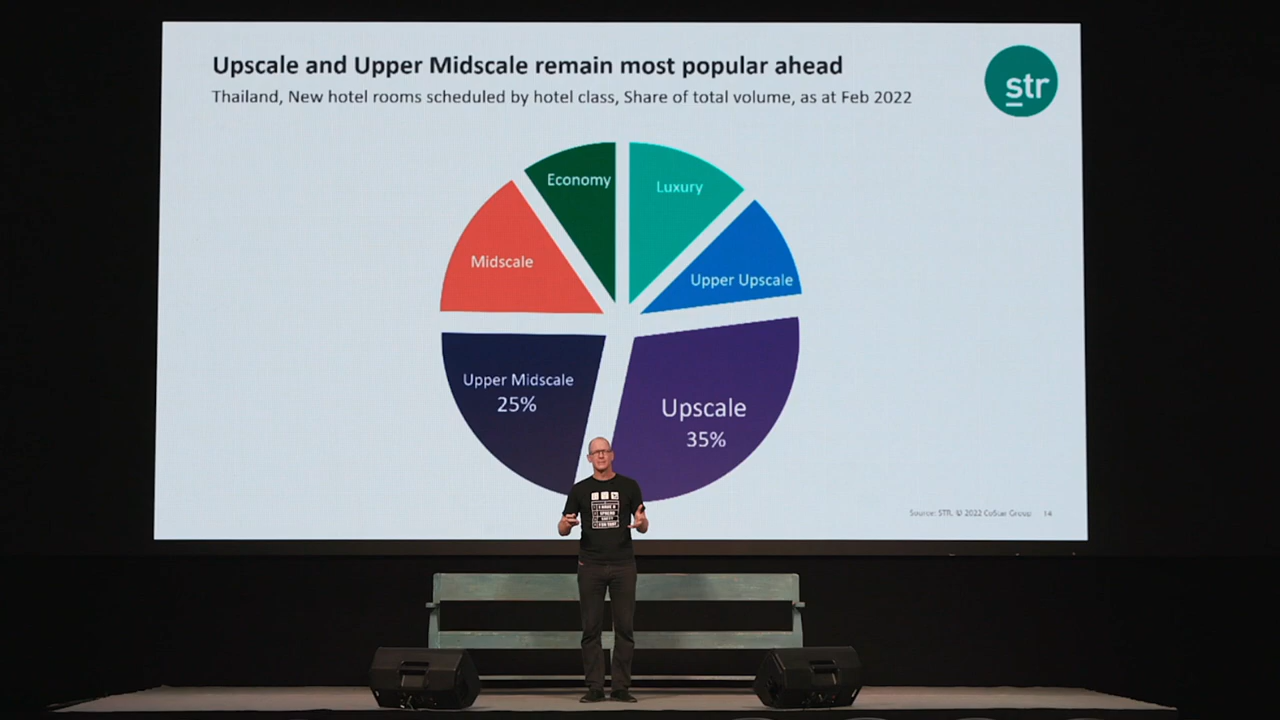 Upscale and Upper Midscale remain most popular ahead
Thailand, New hotel rooms scheduled by hotel class, Share of total volume, as at Feb 2022
str
Economy
Luxury
Midscale
Upper Upscale
Upper Midscale
25%
Upscale
35%
I HAVE A
SPREAD
Source: STR. © 2022 CoStar Group
14